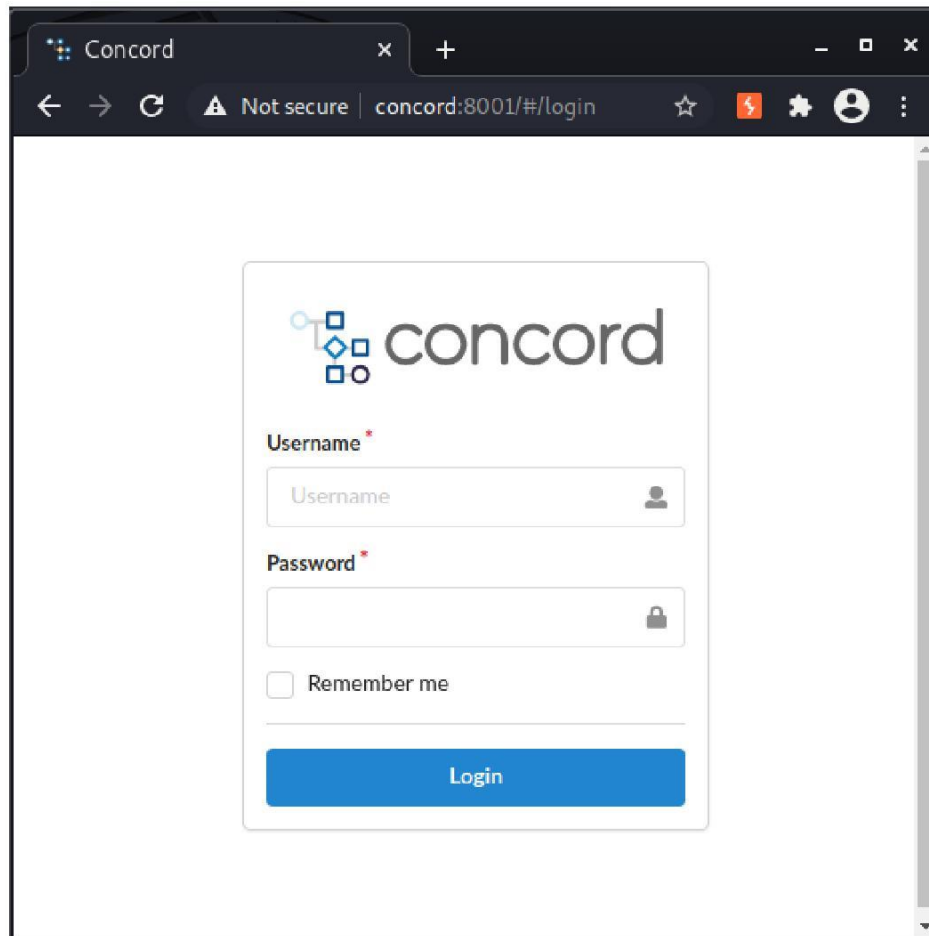 Concord
Not secure concord:8001/#/login
concord
Username *
Username
Password *
Remember me
Login